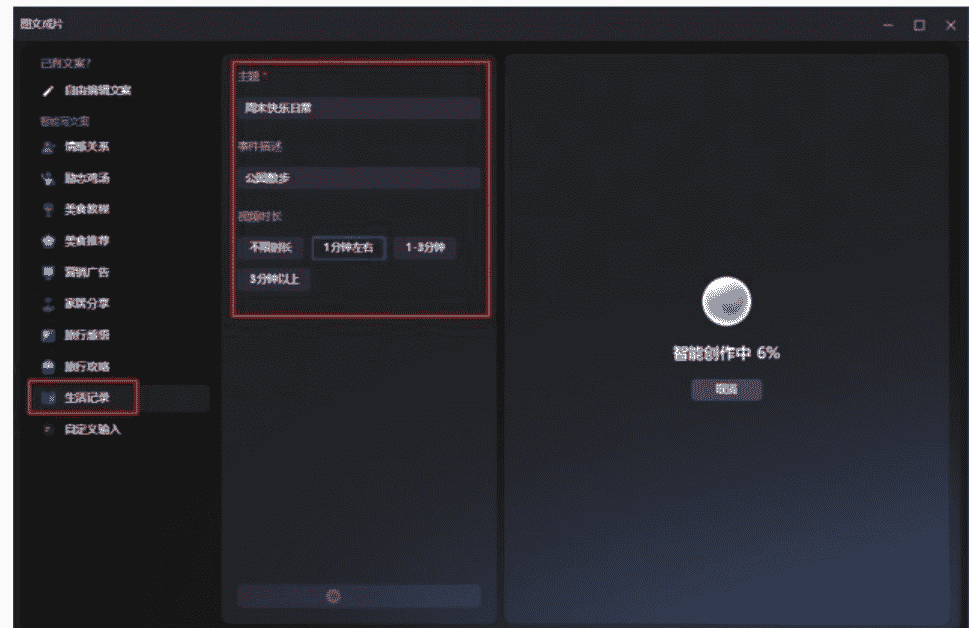 图文成片
已有文案?
自由编辑文案
智能写文案
情感关系
励志鸡汤
美食教程
美食推荐
营销广告
家居分享
旅行感悟
旅行攻略
生活记录
自定义输入
主题 *
周末快乐日常
事件描述
公园散步
视频时长
不限时长 1分钟左右 1-3分钟
3分钟以上
智能创作中 6%
取消